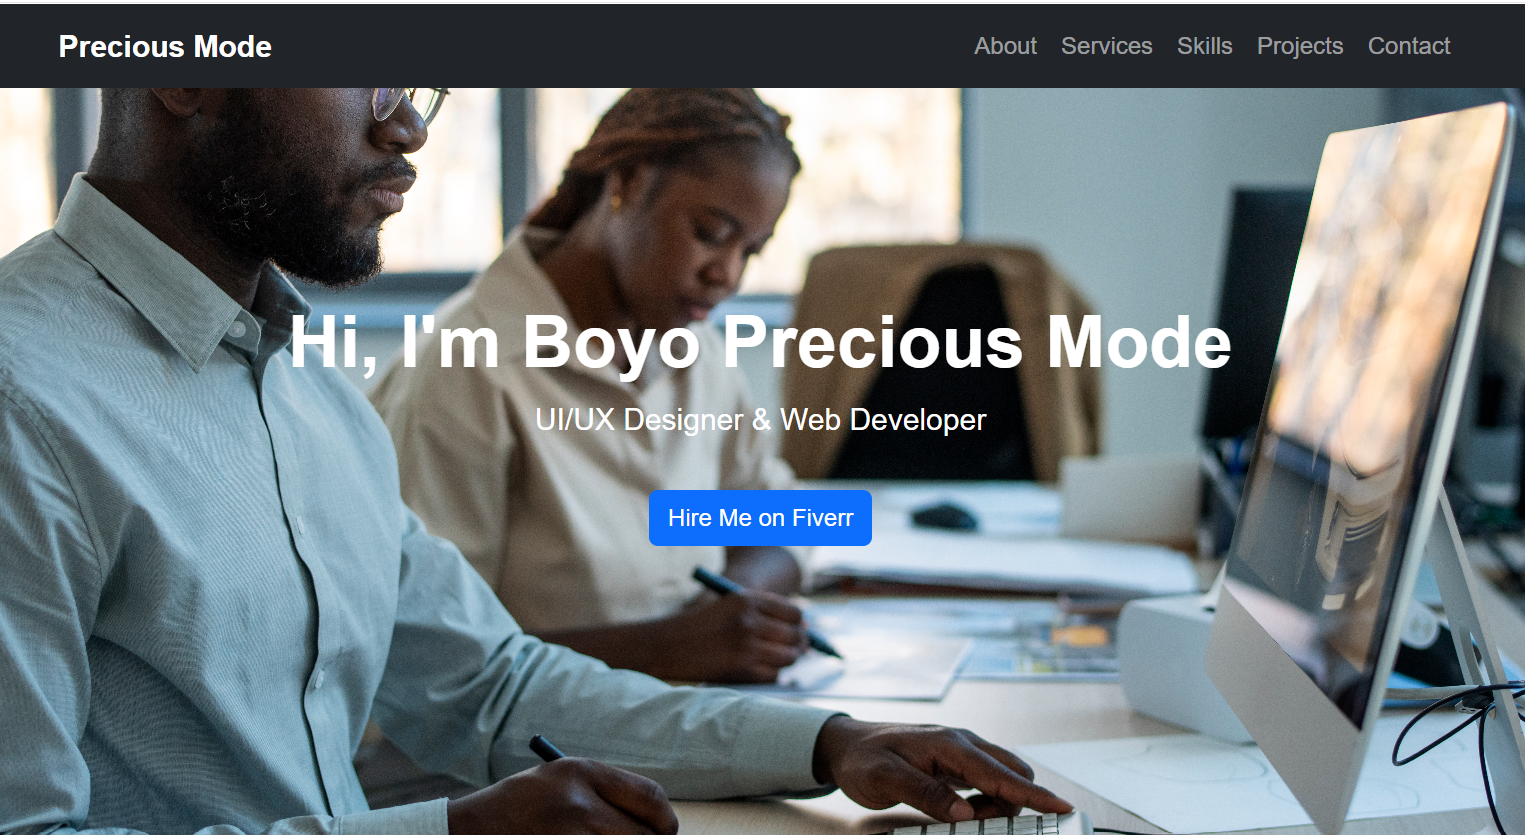 Precious Mode
About Services Skills Projects Contact
Hi, I'm Boyo Precious Mode
UI/UX Designer & Web Developer
Hire Me on Fiverr